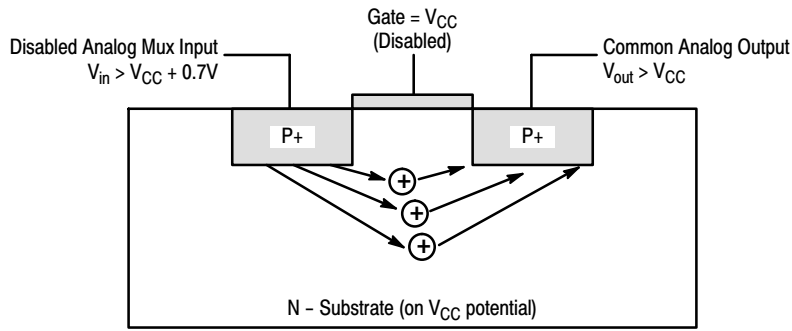 Gate = VCC
(Disabled)
Disabled Analog Mux Input
Vin > VCC + 0.7V
Common Analog Output
Vout > VCC
P+
P+
+
+
+
N – Substrate (on VCC potential)